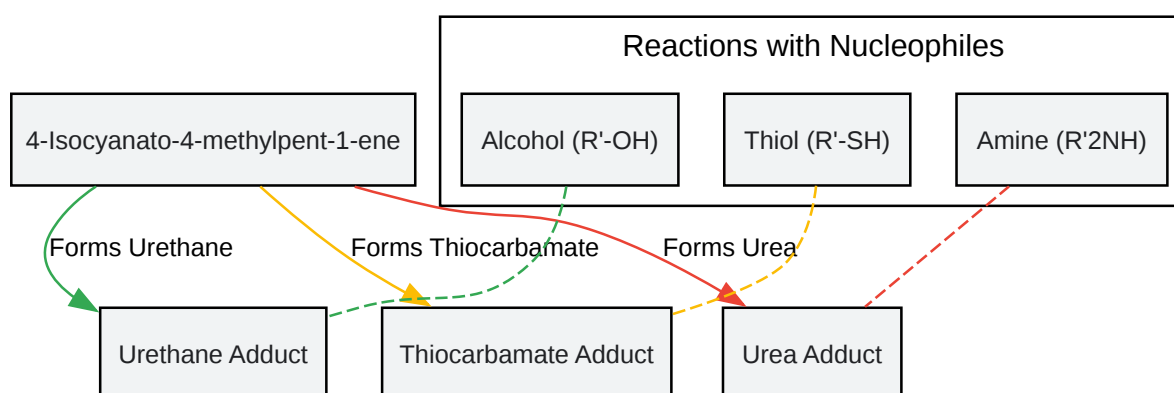 Reactions with Nucleophiles
4-Isocyanato-4-methylpent-1-ene
Alcohol (R'-OH)
Thiol (R'-SH)
Amine (R'2NH)
Forms Urethane
Forms Thiocarbamate
Forms Urea
Urethane Adduct
Thiocarbamate Adduct
Urea Adduct